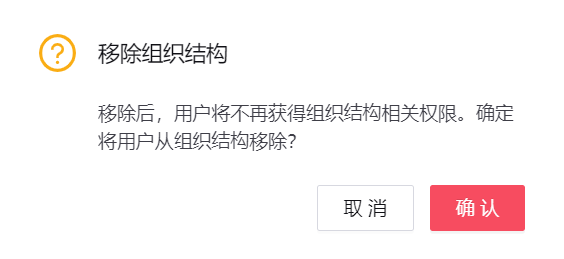 移除组织结构
移除后，用户将不再获得组织结构相关权限。确定
将用户从组织结构移除?
取消 确认